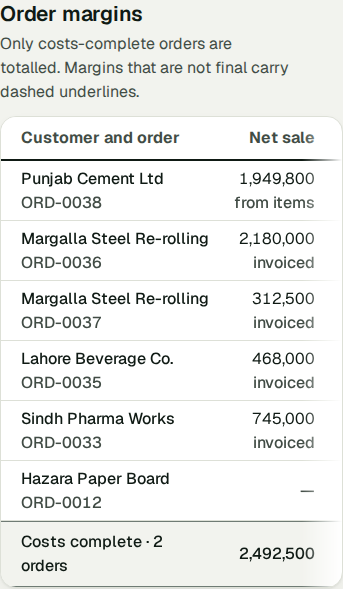 Order margins
Only costs-complete orders are
totalled. Margins that are not final carry
dashed underlines.
Customer and order Net sale
Punjab Cement Ltd 1,949,800
ORD-0038 from items
Margalla Steel Re-rolling 2,180,000
ORD-0036 invoiced
Margalla Steel Re-rolling 312,500
ORD-0037 invoiced
Lahore Beverage Co. 468,000
ORD-0035 invoiced
Sindh Pharma Works 745,000
ORD-0033 invoiced
Hazara Paper Board —
ORD-0012
Costs complete · 2 2,492,500
orders